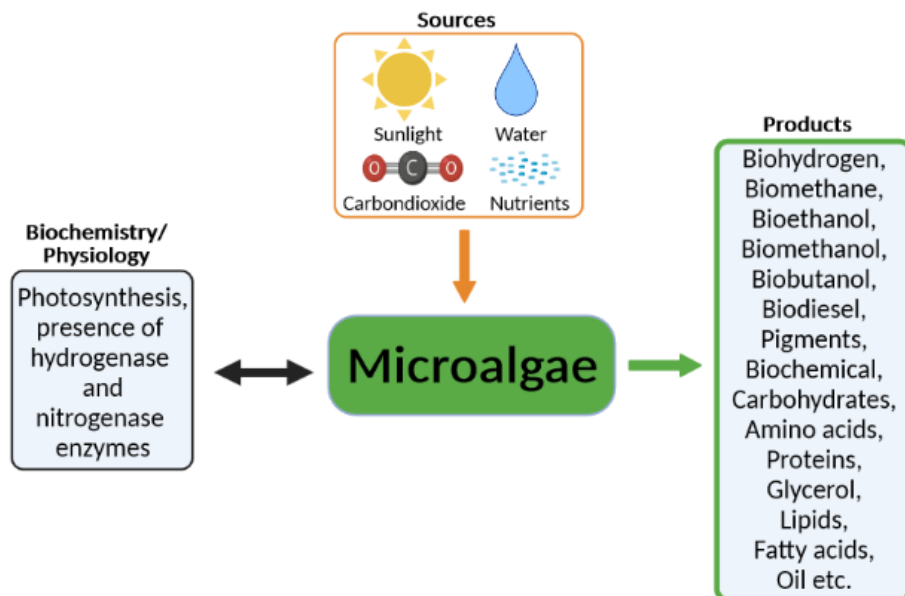 Sources
Sunlight
Water
O C O
Carbondioxide
Nutrients
Biochemistry/
Physiology
Photosynthesis,
presence of
hydrogenase
and
nitrogenase
enzymes
Microalgae
Products
Biohydrogen,
Biomethane,
Bioethanol,
Biomethanol,
Biobutanol,
Biodiesel,
Pigments,
Biochemical,
Carbohydrates,
Amino acids,
Proteins,
Glycerol,
Lipids,
Fatty acids,
Oil etc.